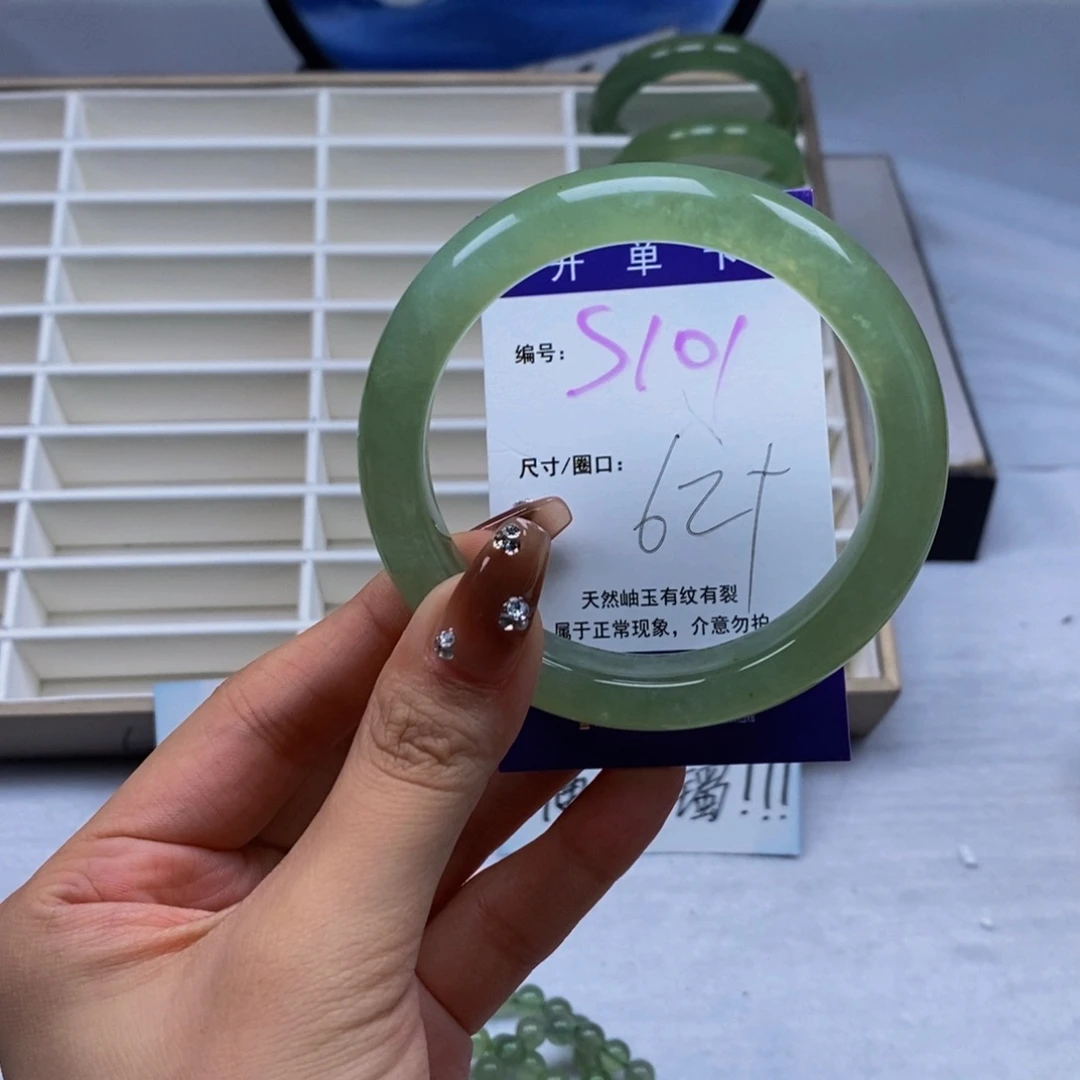 开单卡
编号: S101
尺寸/圈口: 62+
天然岫玉有纹有裂
属于正常现象，介意勿拍
镯!!!